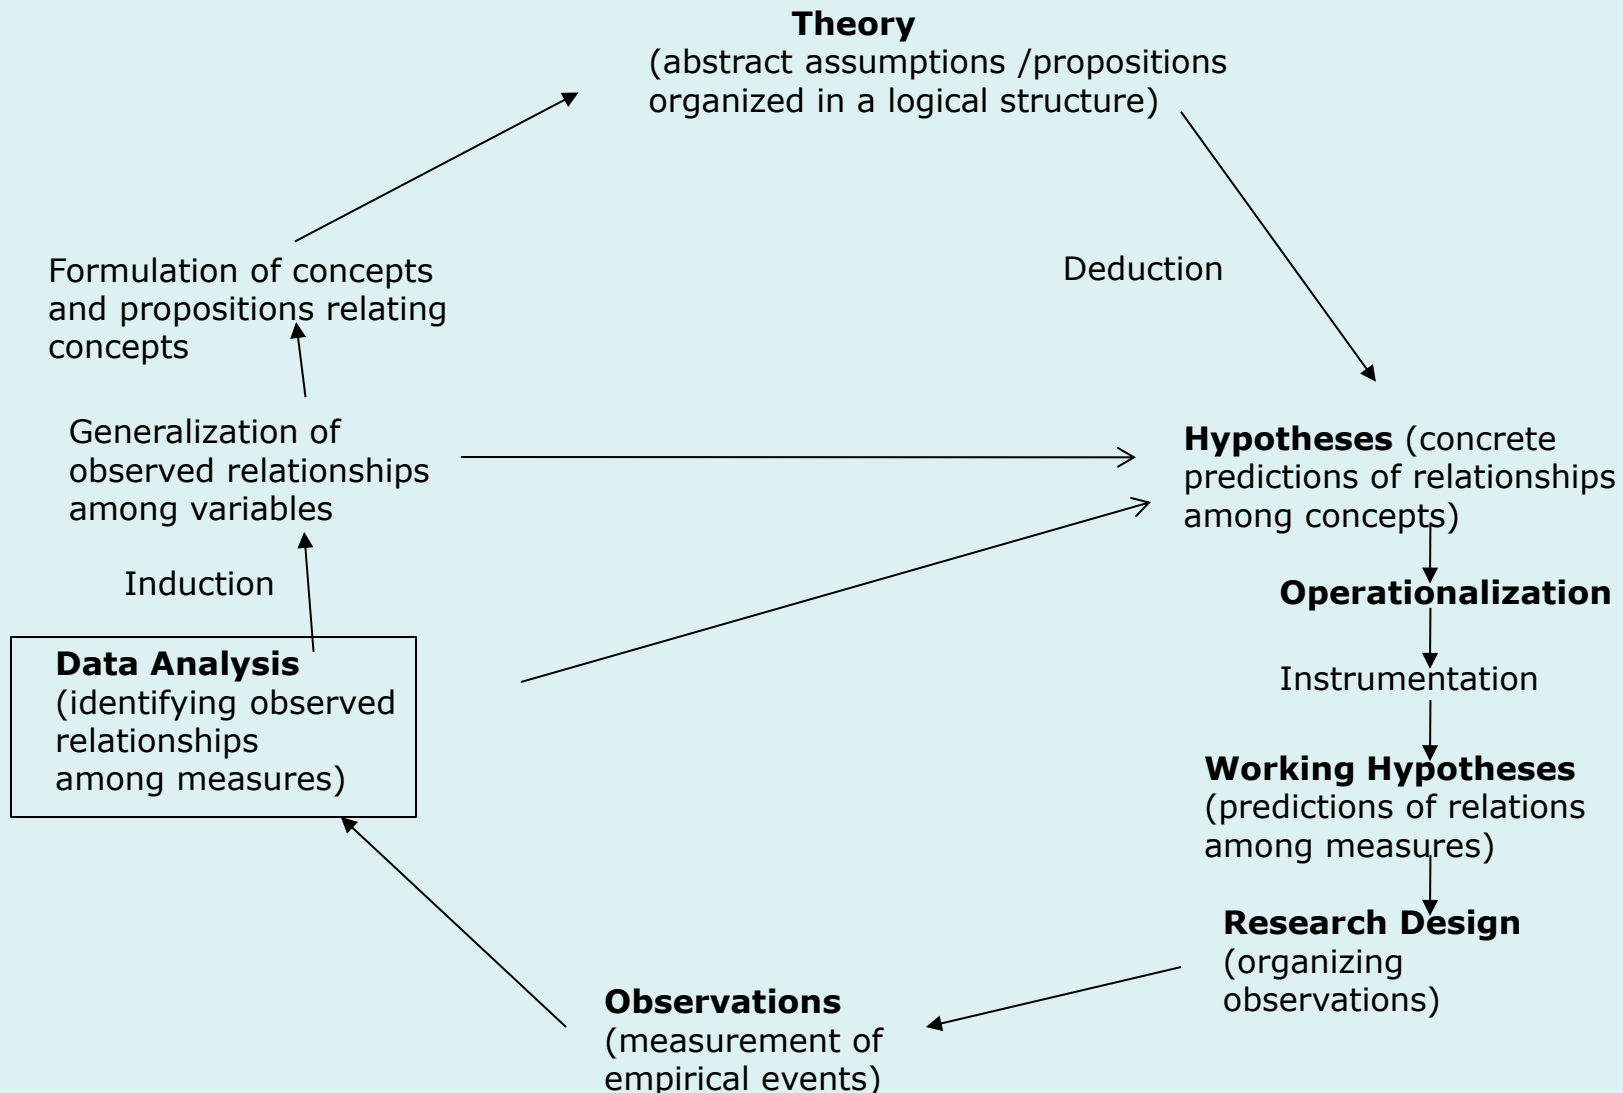 Theory
(abstract assumptions /propositions
organized in a logical structure)
Formulation of concepts
and propositions relating
concepts
Deduction
Generalization of
observed relationships
among variables
Hypotheses (concrete
predictions of relationships
among concepts)
Induction
Operationalization
Data Analysis
(identifying observed
relationships
among measures)
Instrumentation
Working Hypotheses
(predictions of relations
among measures)
Research Design
(organizing
observations)
Observations
(measurement of
empirical events)